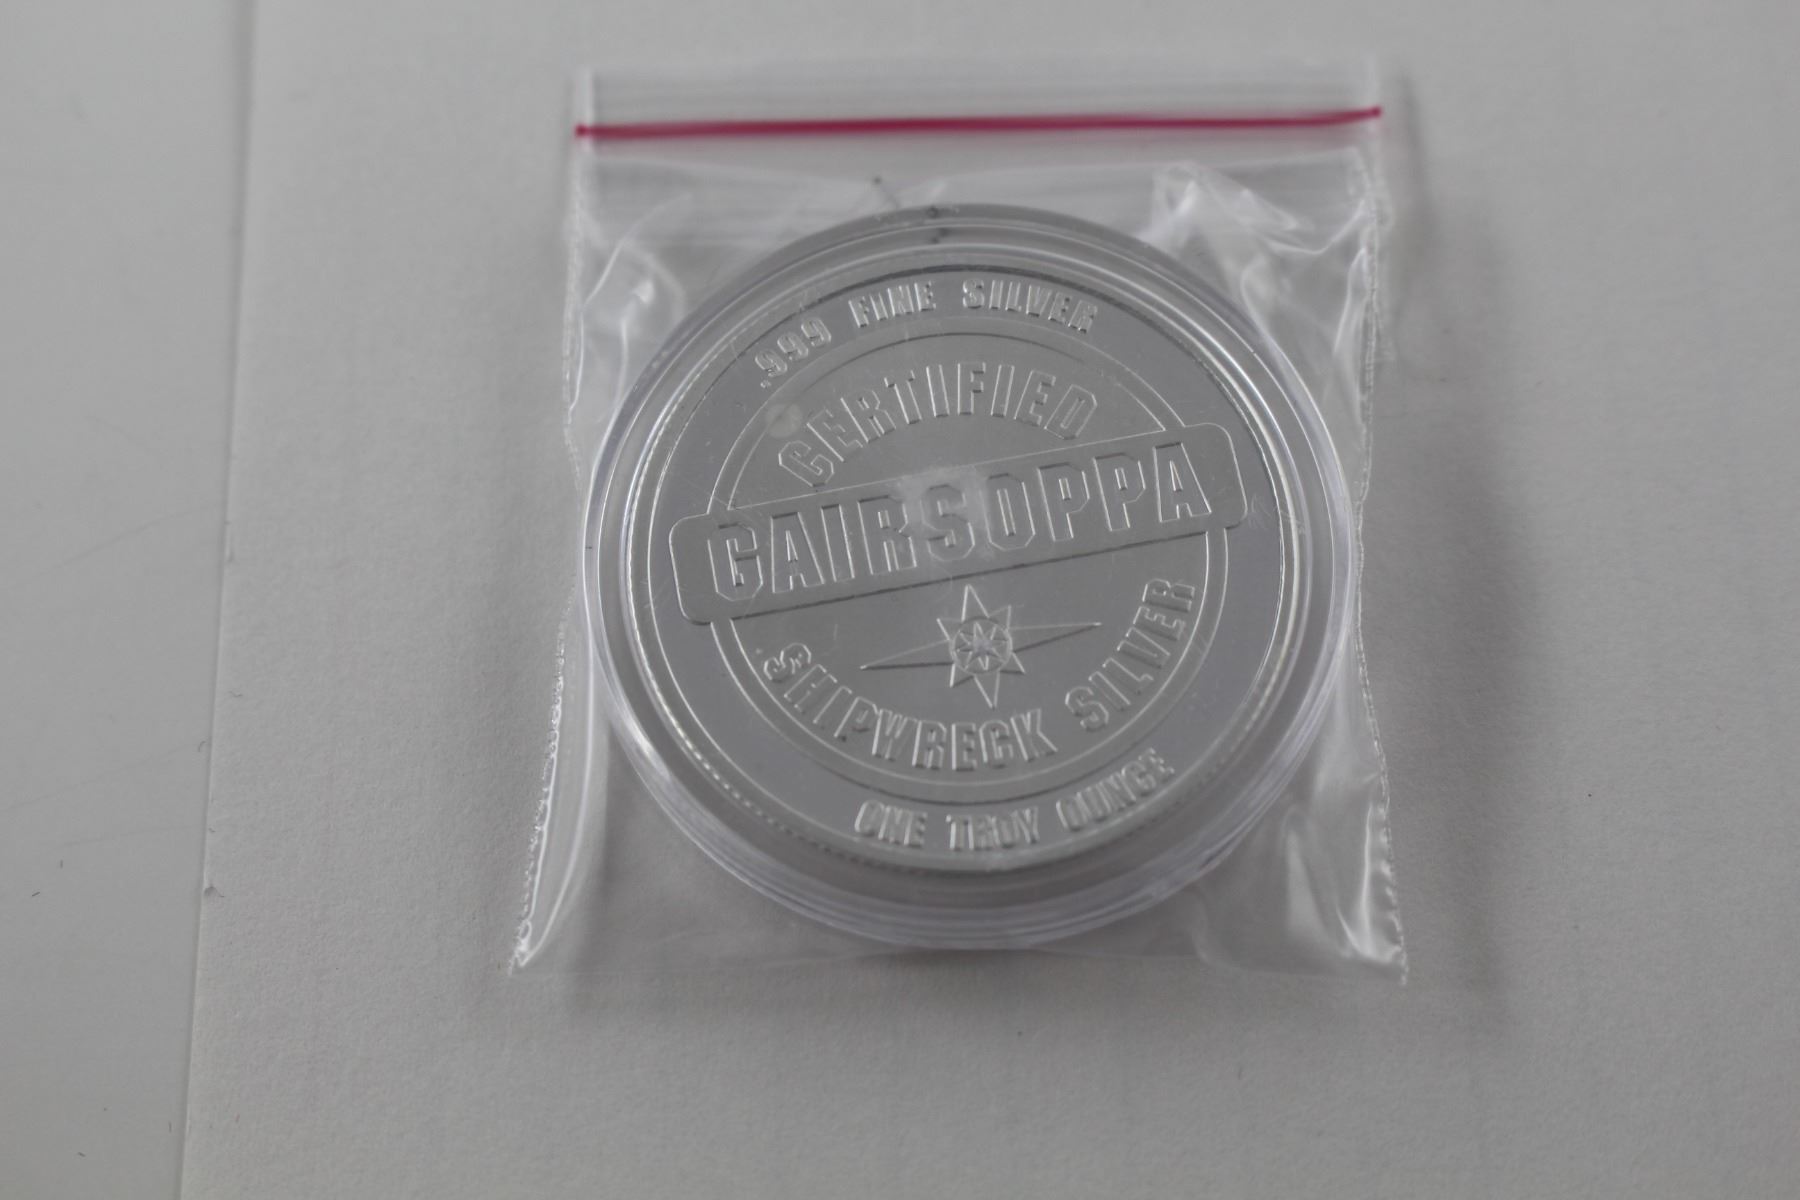 .999 FINE SILVER
CERTIFIED
GAIRSOPPA
SHIPWRECK SILVER
ONE TROY OUNCE